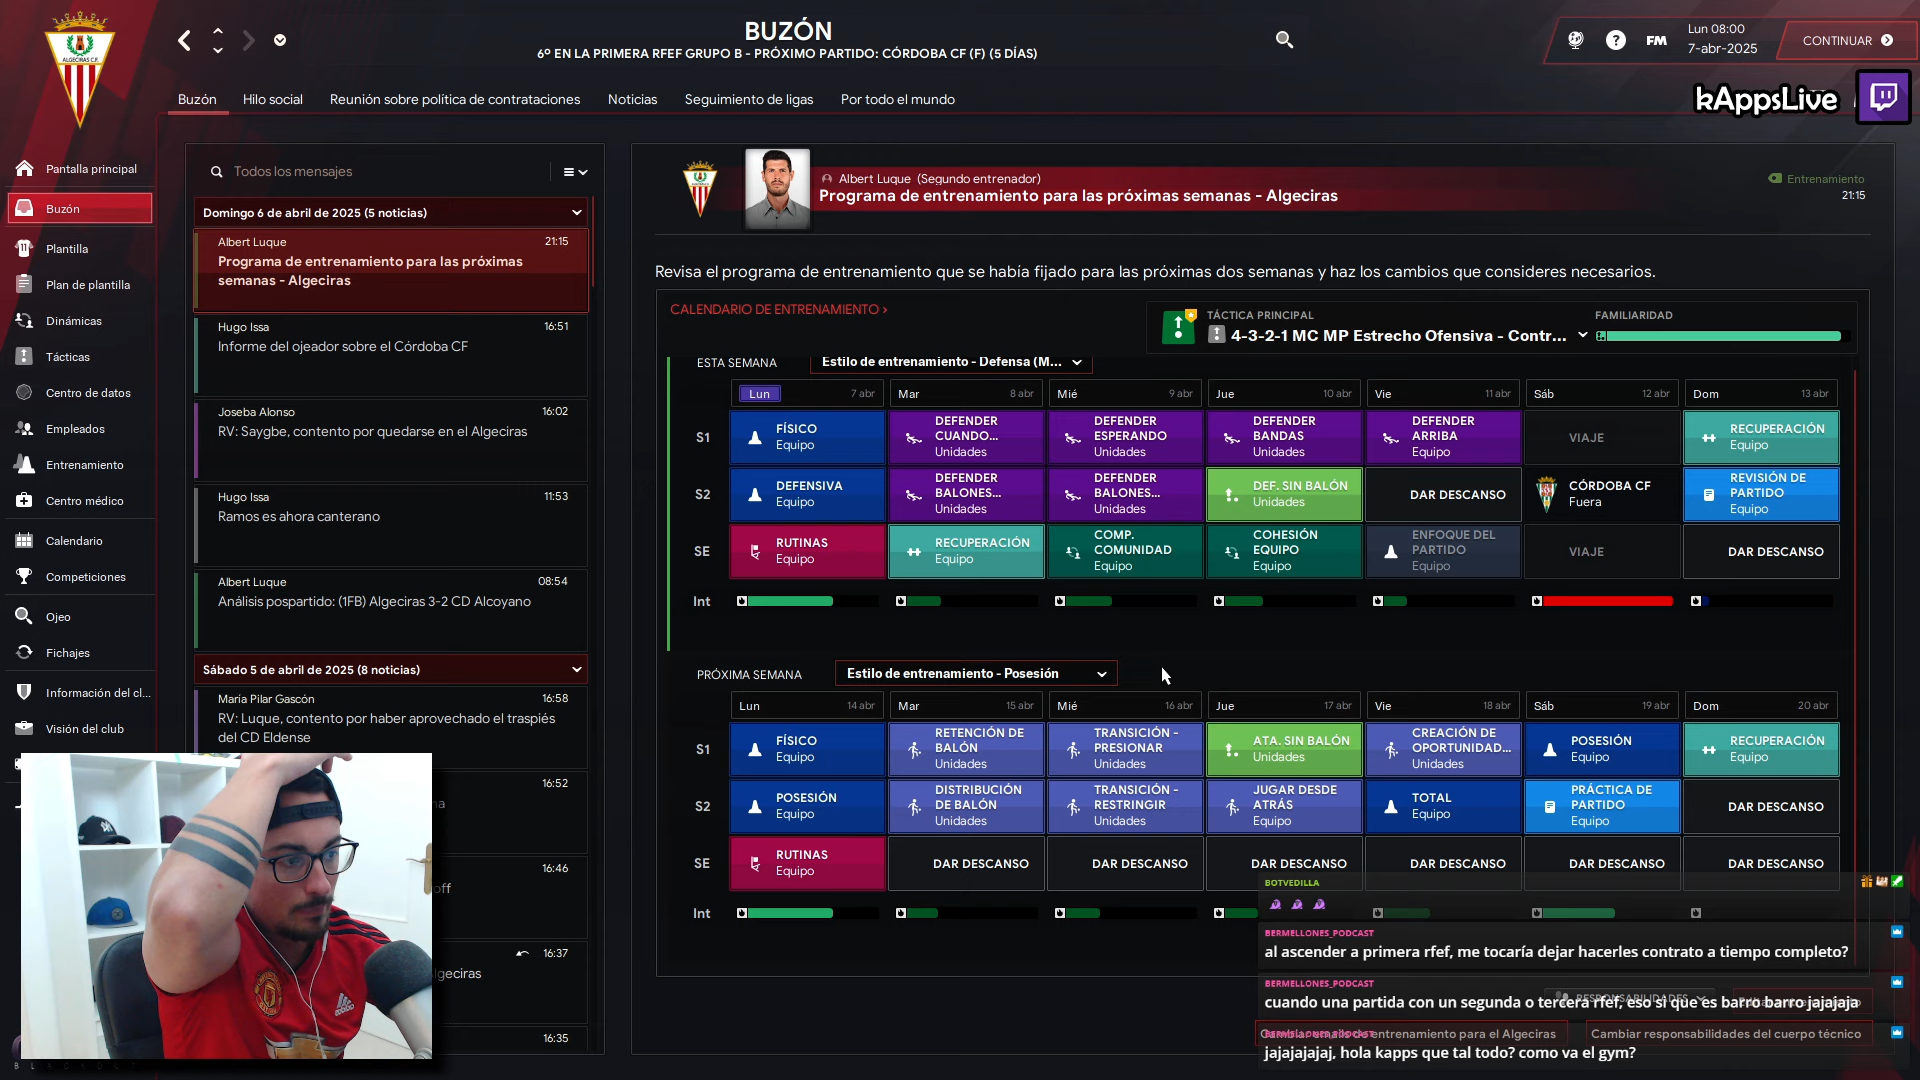 BUZÓN
6º EN LA PRIMERA RFEF GRUPO B - PRÓXIMO PARTIDO: CÓRDOBA CF (F) (5 DÍAS)
FM
Lun 08:00
7-abr-2025
CONTINUAR
ALGECIRAS C.F.
Buzón
Hilo social
Reunión sobre política de contrataciones
Noticias
Seguimiento de ligas
Por todo el mundo
kAppsLive
Pantalla principal
Buzón
Plantilla
Plan de plantilla
Dinámicas
Tácticas
Centro de datos
Empleados
Entrenamiento
Centro médico
Calendario
Competiciones
Ojeo
Fichajes
Información del cl...
Visión del club
Todos los mensajes
Domingo 6 de abril de 2025 (5 noticias)
Albert Luque 21:15
Programa de entrenamiento para las próximas
semanas - Algeciras
Hugo Issa 16:51
Informe del ojeador sobre el Córdoba CF
Joseba Alonso 16:02
RV: Saygbe, contento por quedarse en el Algeciras
Hugo Issa 11:53
Ramos es ahora canterano
Albert Luque 08:54
Análisis pospartido: (1FB) Algeciras 3-2 CD Alcoyano
Sábado 5 de abril de 2025 (8 noticias)
María Pilar Gascón 16:58
RV: Luque, contento por haber aprovechado el traspiés
del CD Eldense
16:52
16:46
off
16:37
lgeciras
16:35
Albert Luque (Segundo entrenador)
Programa de entrenamiento para las próximas semanas - Algeciras
Entrenamiento
21:15
Revisa el programa de entrenamiento que se había fijado para las próximas dos semanas y haz los cambios que consideres necesarios.
CALENDARIO DE ENTRENAMIENTO >
TÁCTICA PRINCIPAL
4-3-2-1 MC MP Estrecho Ofensiva - Contr...
FAMILIARIDAD
ESTA SEMANA
Estilo de entrenamiento - Defensa (M...
Lun 7 abr
Mar 8 abr
Mié 9 abr
Jue 10 abr
Vie 11 abr
Sáb 12 abr
Dom 13 abr
S1
FÍSICO
Equipo
DEFENDER
CUANDO...
Unidades
DEFENDER
ESPERANDO
Unidades
DEFENDER
BANDAS
Unidades
DEFENDER
ARRIBA
Equipo
VIAJE
RECUPERACIÓN
Equipo
S2
DEFENSIVA
Equipo
DEFENDER
BALONES...
Unidades
DEFENDER
BALONES...
Unidades
DEF. SIN BALÓN
Unidades
DAR DESCANSO
CÓRDOBA CF
Fuera
REVISIÓN DE
PARTIDO
Equipo
SE
RUTINAS
Equipo
RECUPERACIÓN
Equipo
COMP.
COMUNIDAD
Equipo
COHESIÓN
EQUIPO
Equipo
ENFOQUE DEL
PARTIDO
Equipo
VIAJE
DAR DESCANSO
Int
PRÓXIMA SEMANA
Estilo de entrenamiento - Posesión
Lun 14 abr
Mar 15 abr
Mié 16 abr
Jue 17 abr
Vie 18 abr
Sáb 19 abr
Dom 20 abr
S1
FÍSICO
Equipo
RETENCIÓN DE
BALÓN
Unidades
TRANSICIÓN -
PRESIONAR
Unidades
ATA. SIN BALÓN
Unidades
CREACIÓN DE
OPORTUNIDAD...
Unidades
POSESIÓN
Equipo
RECUPERACIÓN
Equipo
S2
POSESIÓN
Equipo
DISTRIBUCIÓN
DE BALÓN
Unidades
TRANSICIÓN -
RESTRINGIR
Unidades
JUGAR DESDE
ATRÁS
Equipo
TOTAL
Equipo
PRÁCTICA DE
PARTIDO
Equipo
DAR DESCANSO
SE
RUTINAS
Equipo
DAR DESCANSO
DAR DESCANSO
DAR DESCANSO
DAR DESCANSO
DAR DESCANSO
DAR DESCANSO
Int
BOTVEDILLA
BERMELLONES_PODCAST
al ascender a primera rfef, me tocaría dejar hacerles contrato a tiempo completo?
BERMELLONES_PODCAST
RESPONSABILIDADES
cuando una partida con un segundo o tercera rfef, eso si que es barro barro jajajaja
BERMELLONES_PODCAST
entrenamiento para el Algeciras
Cambiar responsabilidades del cuerpo técnico
jajajajajaj, hola kapps que tal todo? como va el gym?